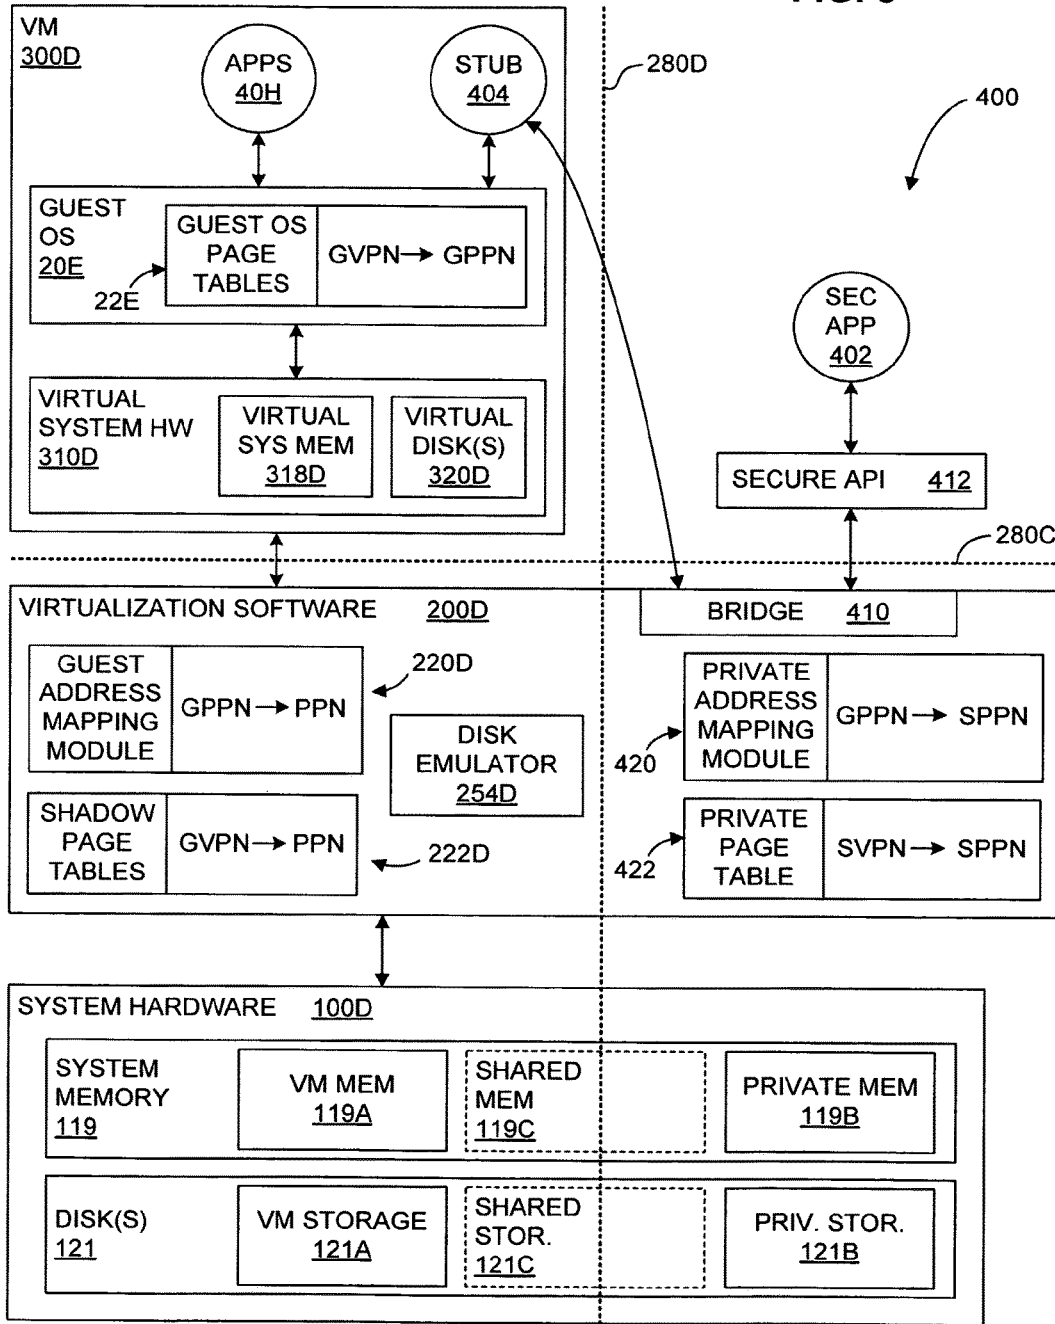 VM
300D
APPS
40H
STUB
404
280D
400
GUEST
OS
20E
GUEST OS
PAGE
TABLES
GVPN → GPPN
22E
SEC
APP
402
VIRTUAL
SYSTEM HW
310D
VIRTUAL
SYS MEM
318D
VIRTUAL
DISK(S)
320D
SECURE API 412
280C
VIRTUALIZATION SOFTWARE 200D
BRIDGE 410
GUEST
ADDRESS
MAPPING
MODULE
GPPN → PPN
220D
DISK
EMULATOR
254D
PRIVATE
ADDRESS
MAPPING
MODULE
GPPN → SPPN
420
SHADOW
PAGE
TABLES
GVPN → PPN
222D
PRIVATE
PAGE
TABLE
SVPN → SPPN
422
SYSTEM HARDWARE 100D
SYSTEM
MEMORY
119
VM MEM
119A
SHARED
MEM
119C
PRIVATE MEM
119B
DISK(S)
121
VM STORAGE
121A
SHARED
STOR.
121C
PRIV. STOR.
121B